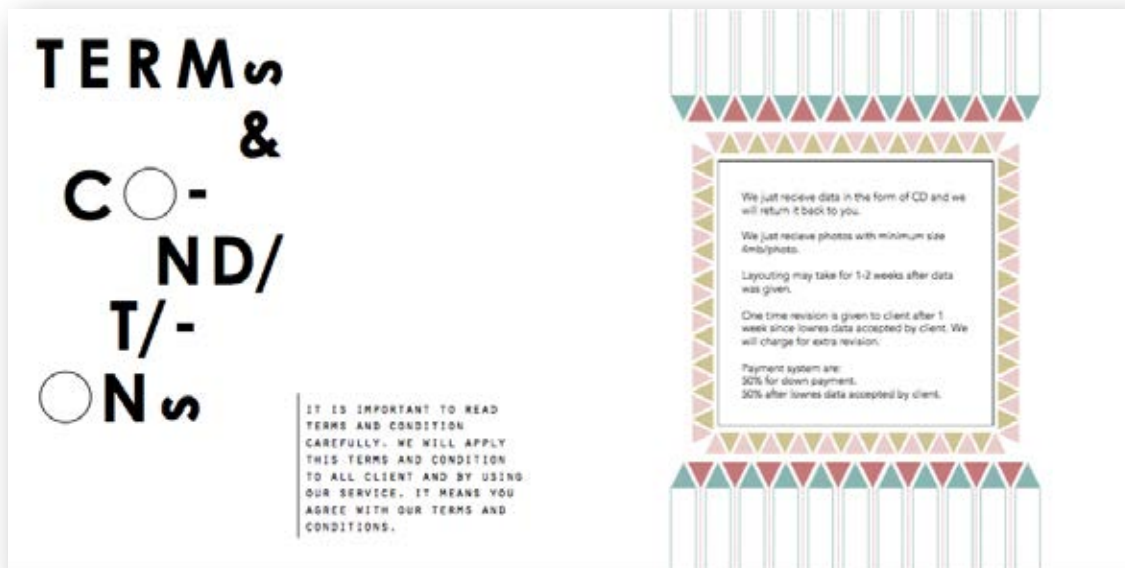 TERMs
&
CO-
ND/
T/-
ONs
IT IS IMPORTANT TO READ
TERMS AND CONDITION
CAREFULLY. WE WILL APPLY
THIS TERMS AND CONDITION
TO ALL CLIENT AND BY USING
OUR SERVICE. IT MEANS YOU
AGREE WITH OUR TERMS AND
CONDITIONS.
We just recieve data in the form of CD and we
will return it back to you.
We just recieve photos with minimum size
4mb/photo.
Layouting may take for 1-2 weeks after data
was given.
One time revision is given to client after 1
week since lowres data accepted by client. We
will charge for extra revision.
Payment system are:
50% for down payment.
50% after lowres data accepted by client.